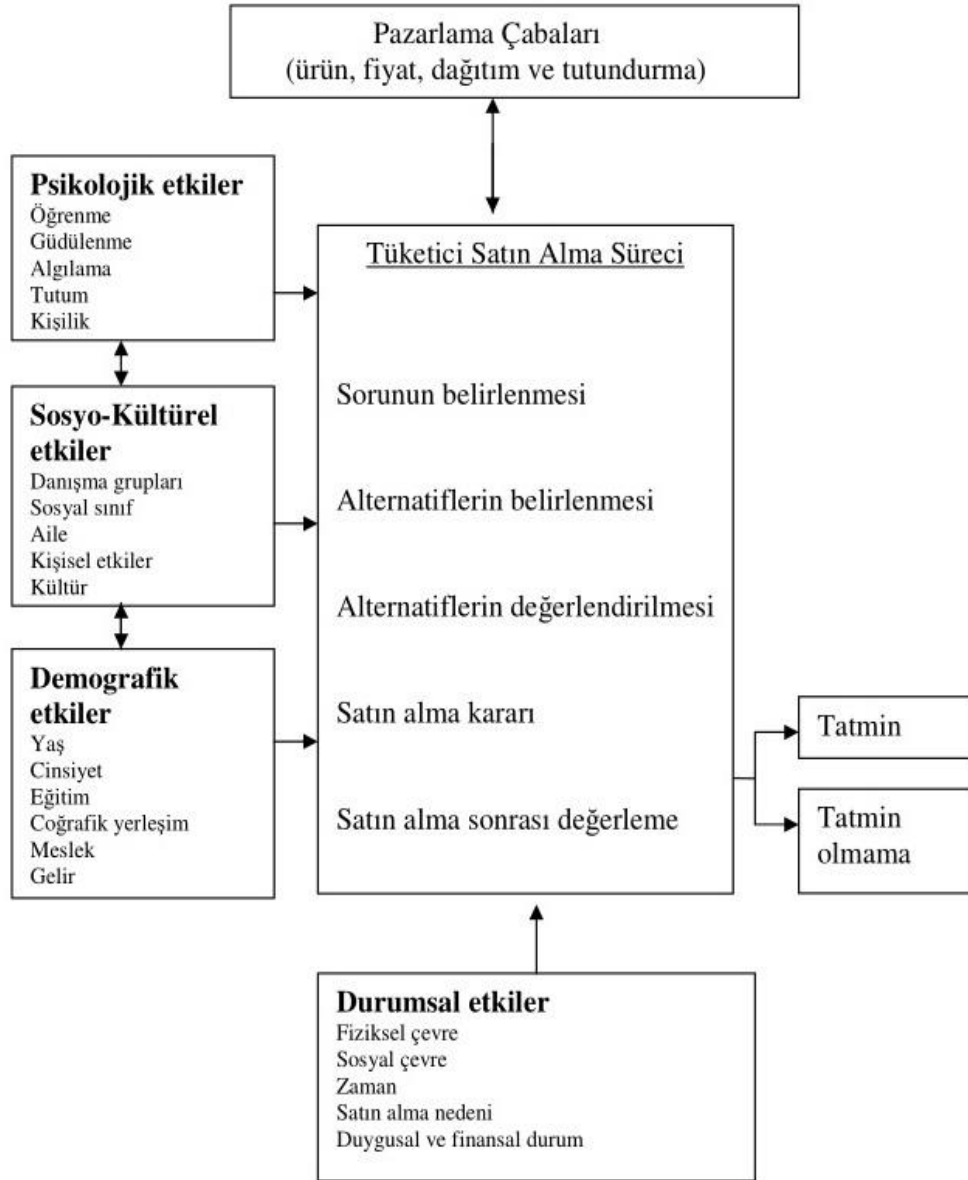 Pazarlama Çabaları
(ürün, fiyat, dağıtım ve tutundurma)
Psikolojik etkiler
Öğrenme
Güdülenme
Algılama
Tutum
Kişilik
Sosyo-Kültürel
etkiler
Danışma grupları
Sosyal sınıf
Aile
Kişisel etkiler
Kültür
Demografik
etkiler
Yaş
Cinsiyet
Eğitim
Coğrafik yerleşim
Meslek
Gelir
Tüketici Satın Alma Süreci
Sorunun belirlenmesi
Alternatiflerin belirlenmesi
Alternatiflerin değerlendirilmesi
Satın alma kararı
Satın alma sonrası değerleme
Tatmin
Tatmin
olmama
Durumsal etkiler
Fiziksel çevre
Sosyal çevre
Zaman
Satın alma nedeni
Duygusal ve finansal durum